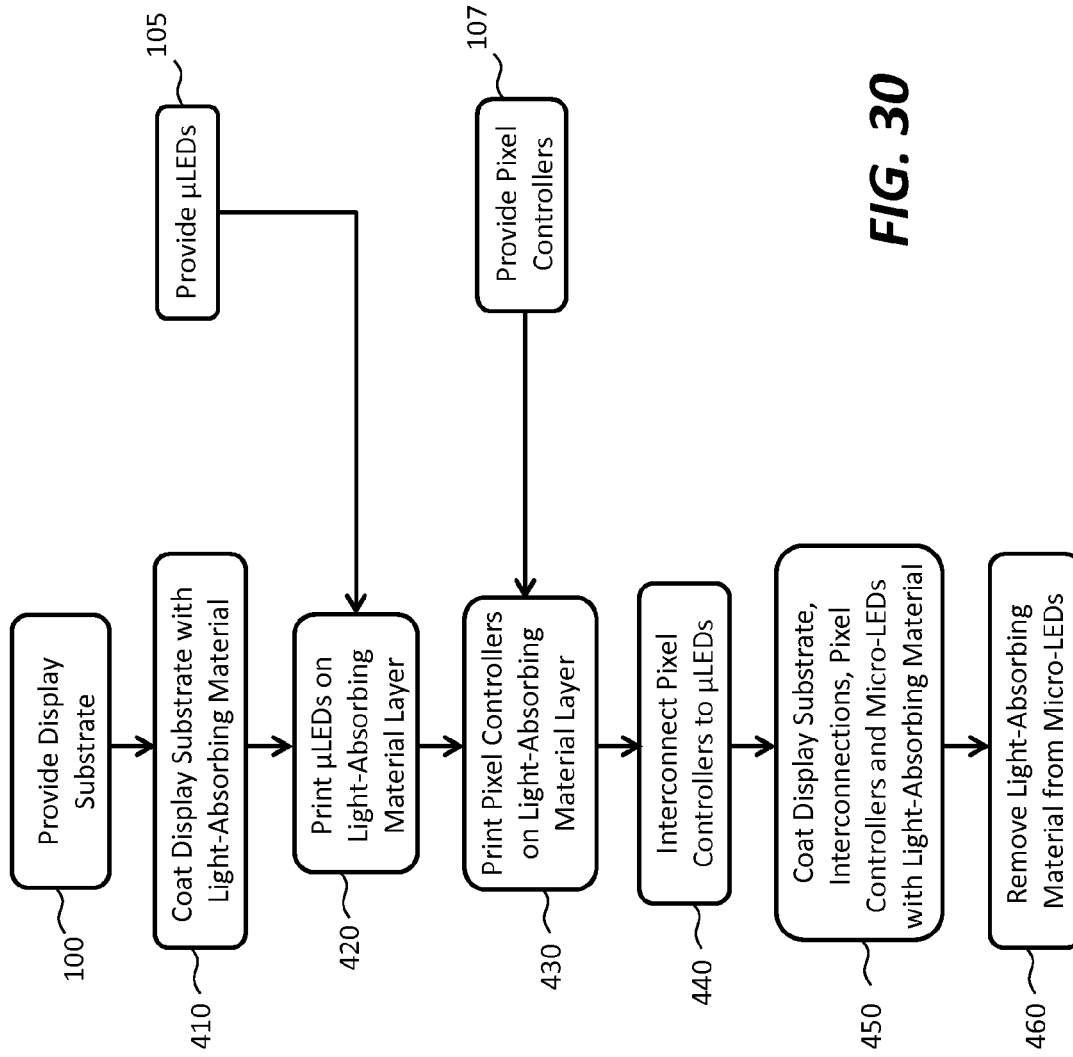 Provide Display
Substrate
100
Coat Display Substrate with
Light-Absorbing Material
410
Provide µLEDs
105
Print µLEDs on
Light-Absorbing
Material Layer
420
Provide Pixel
Controllers
107
Print Pixel Controllers
on Light-Absorbing
Material Layer
430
Interconnect Pixel
Controllers to µLEDs
440
Coat Display Substrate,
Interconnections, Pixel
Controllers and Micro-LEDs
with Light-Absorbing Material
450
Remove Light-Absorbing
Material from Micro-LEDs
460
FIG. 30